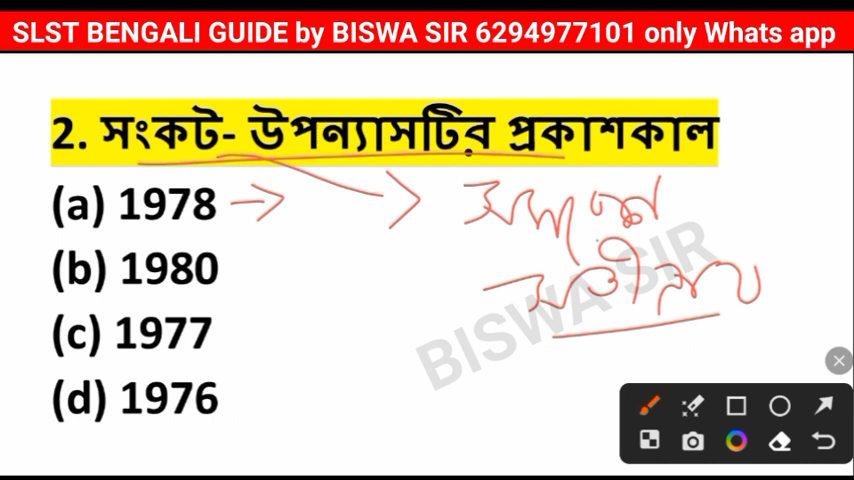 SLST BENGALI GUIDE by BISWA SIR 6294977101 only Whats app
2. সংকট- উপন্যাসটির প্রকাশকাল
(a) 1978
(b) 1980
(c) 1977
(d) 1976
BISWA SIR